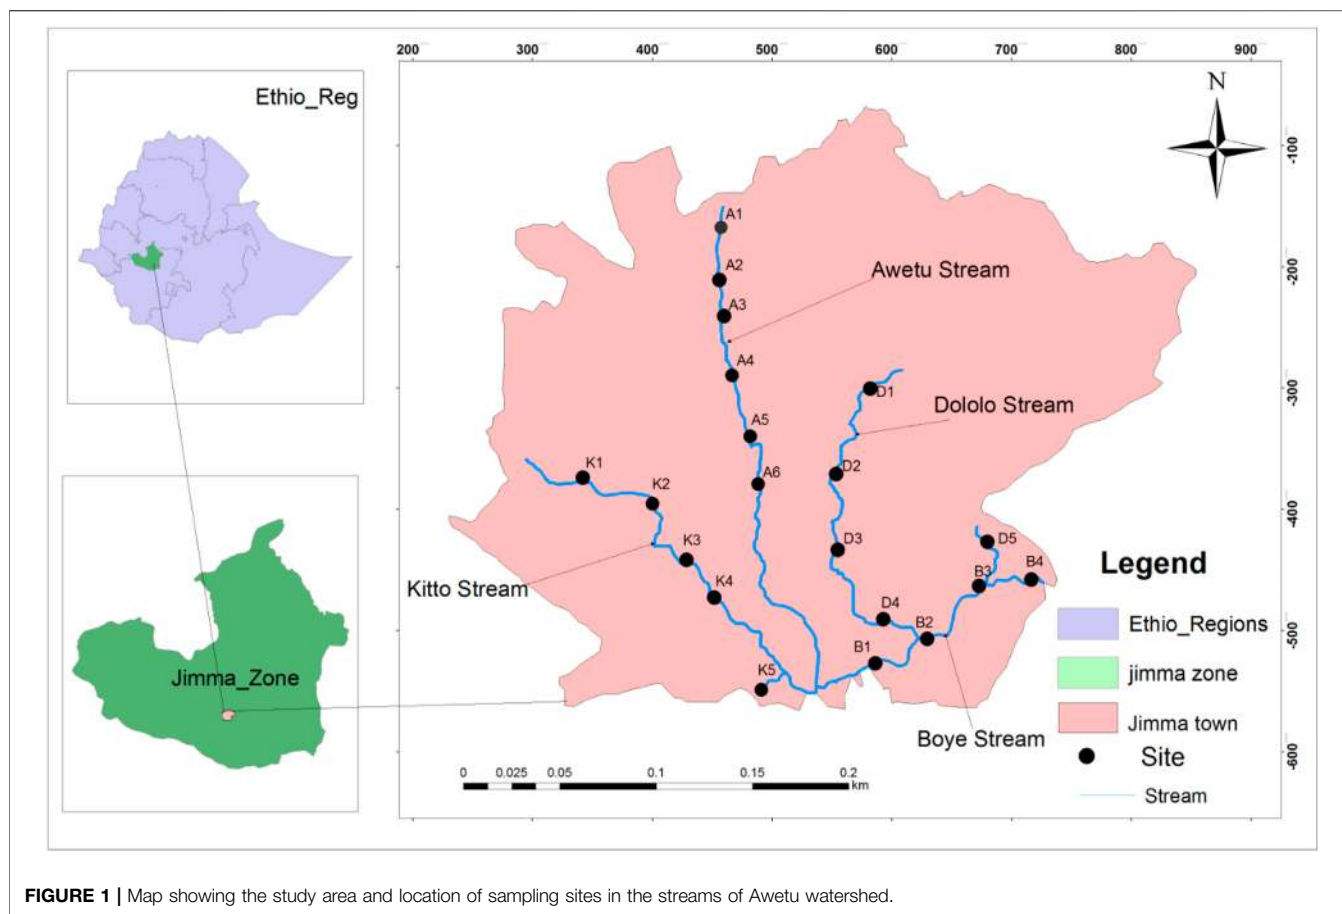 200 300 400 500 600 700 800 900
Ethio_Reg
N
-100
-200
-300
-400
-500
-600
A1
A2
A3
A4
A5
A6
Awetu Stream
D1
Dololo Stream
D2
D3
D4
D5
K1
K2
K3
K4
K5
Kitto Stream
B1
B2
B3
B4
Boye Stream
Jimma_Zone
Legend
Ethio_Regions
jimma zone
Jimma town
Site
Stream
0 0.025 0.05 0.1 0.15 0.2
km
FIGURE 1 | Map showing the study area and location of sampling sites in the streams of Awetu watershed.